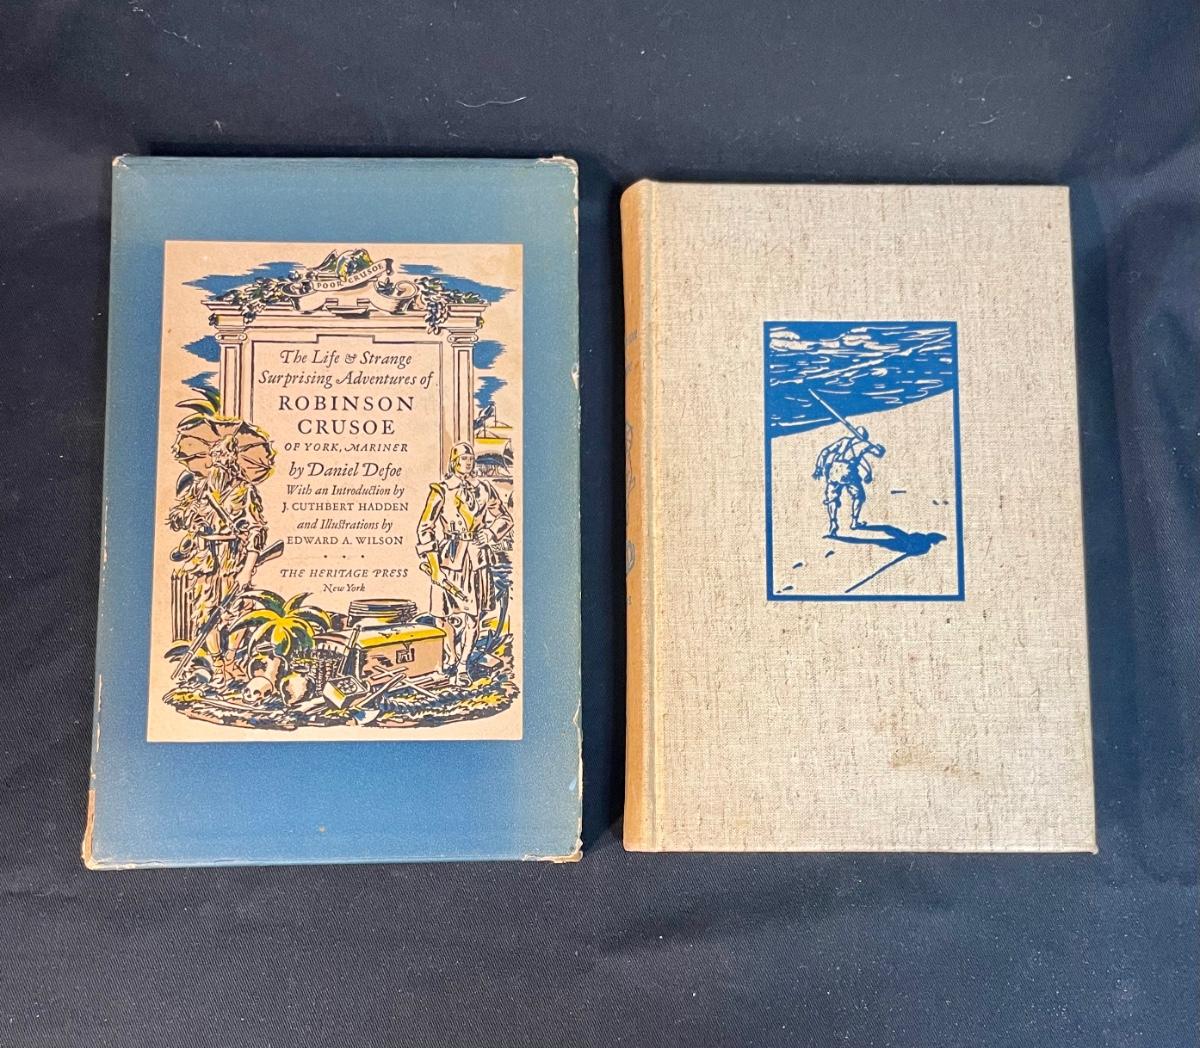 POOR CRUSOE
The Life & Strange
Surprising Adventures of
ROBINSON
CRUSOE
OF YORK, MARINER
by Daniel Defoe
With an Introduction by
J. CUTHBERT HADDEN
and Illustrations by
EDWARD A. WILSON
THE HERITAGE PRESS
New York